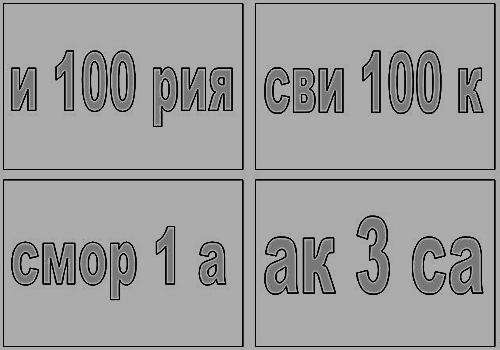 и 100 рия
сви 100 к
смор 1 а
ак 3 са